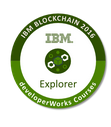 IBM BLOCKCHAIN 2016
IBM
Explorer
developerWorks Courses